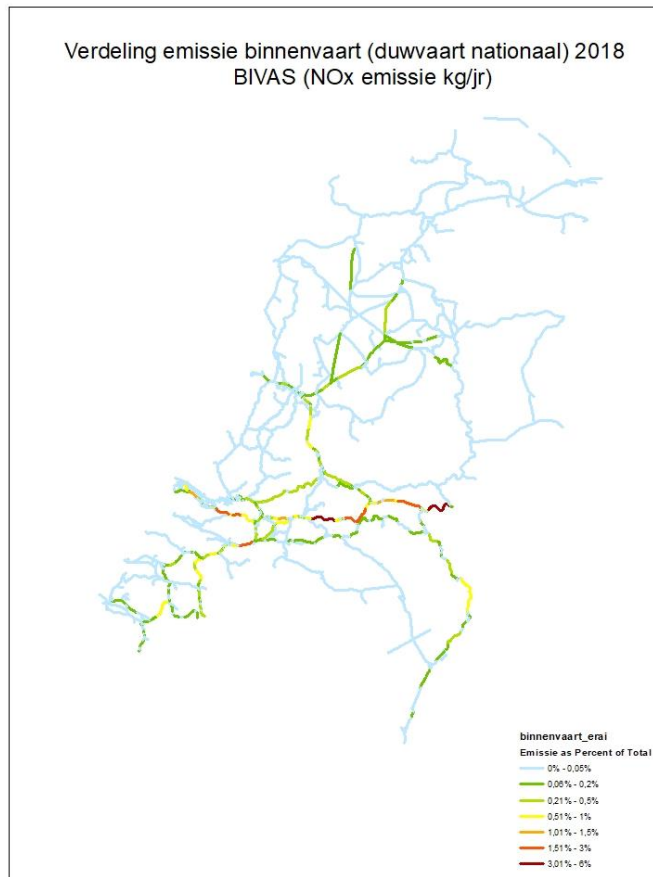 Verdeling emissie binnenvaart (duwvaart nationaal) 2018
BIVAS (NOx emissie kg/jr)
binnenvaart_erai
Emissie as Percent of Total
0% - 0,05%
0,06% - 0,2%
0,21% - 0,5%
0,51% - 1%
1,01% - 1,5%
1,51% - 3%
3,01% - 6%